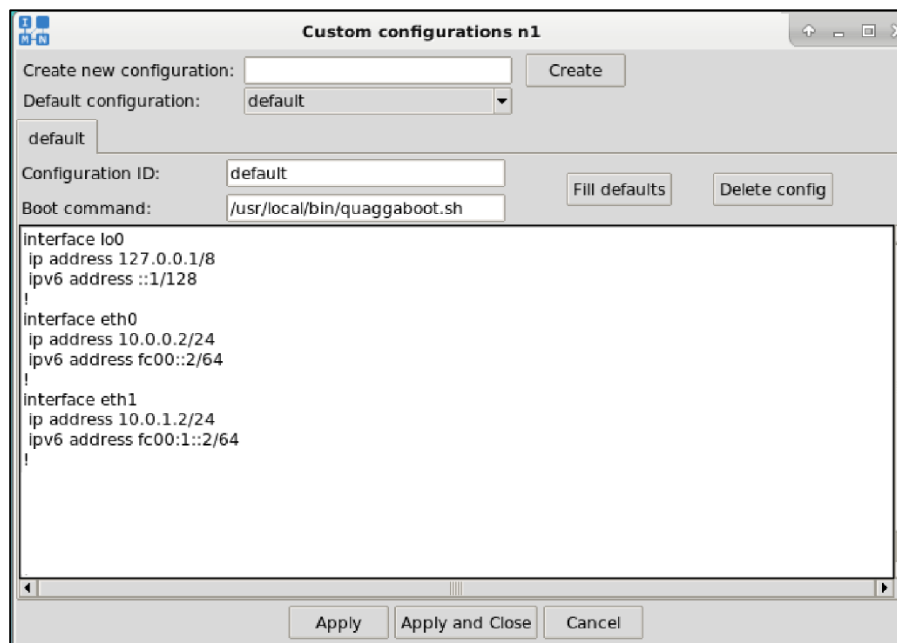 I
M N
Custom configurations n1
Create new configuration:
Create
Default configuration: default
default
Configuration ID: default
Fill defaults
Delete config
Boot command: /usr/local/bin/quaggaboot.sh
interface lo0
ip address 127.0.0.1/8
ipv6 address ::1/128
!
interface eth0
ip address 10.0.0.2/24
ipv6 address fc00::2/64
!
interface eth1
ip address 10.0.1.2/24
ipv6 address fc00:1::2/64
!
Apply
Apply and Close
Cancel